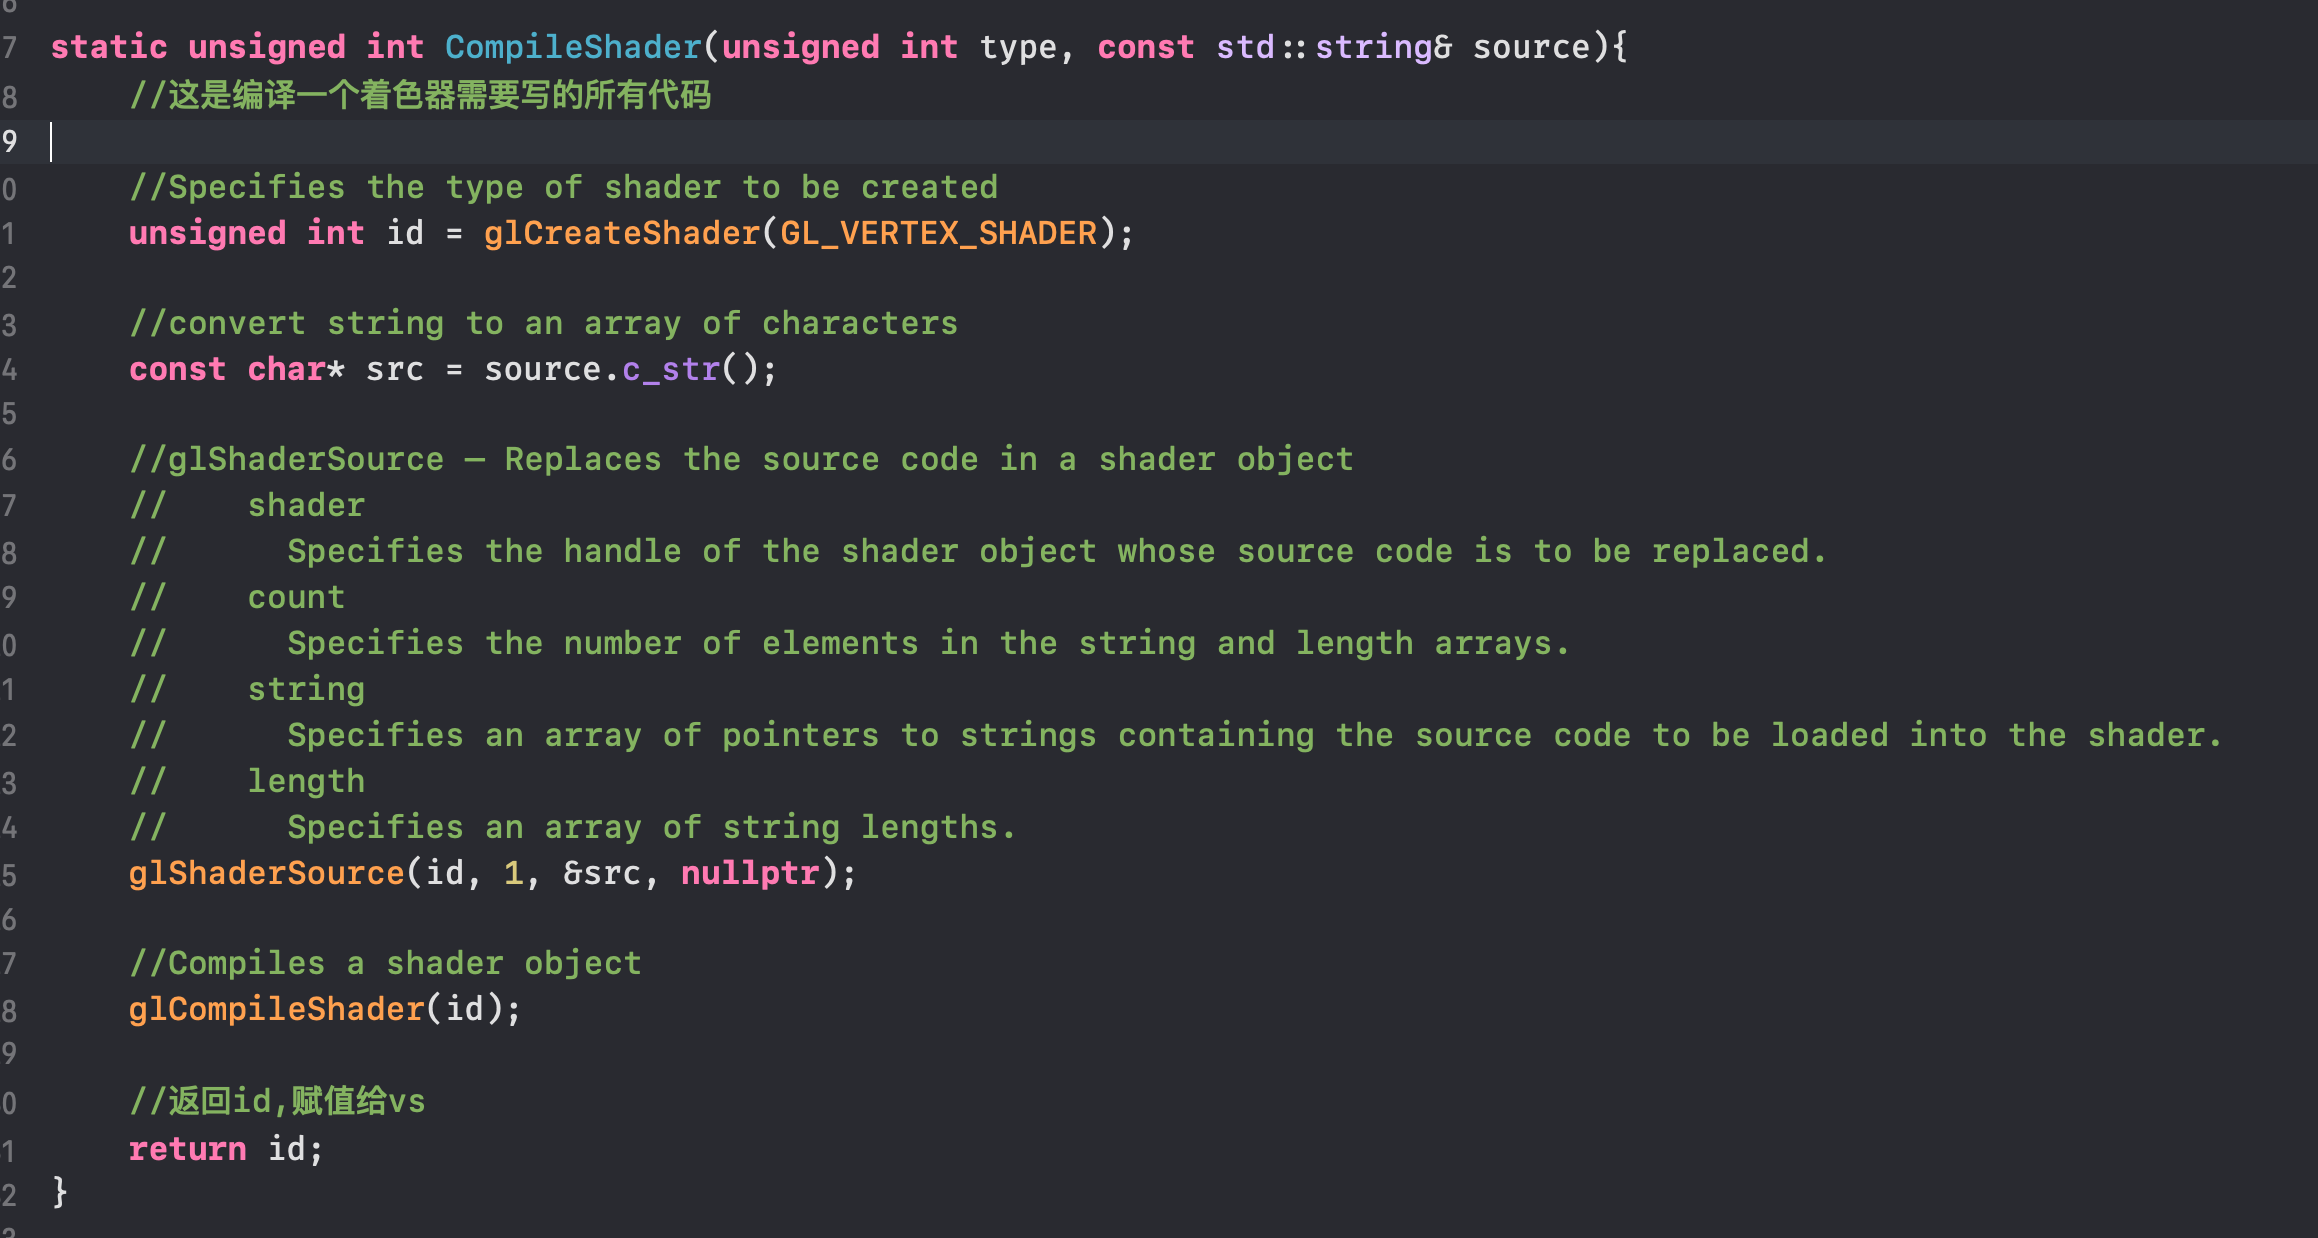 6
7 static unsigned int CompileShader(unsigned int type, const std::string& source){
8 //这是编译一个着色器需要写的所有代码
9
0 //Specifies the type of shader to be created
1 unsigned int id = glCreateShader(GL_VERTEX_SHADER);
2
3 //convert string to an array of characters
4 const char* src = source.c_str();
5
6 //glShaderSource — Replaces the source code in a shader object
7 // shader
8 // Specifies the handle of the shader object whose source code is to be replaced.
9 // count
0 // Specifies the number of elements in the string and length arrays.
1 // string
2 // Specifies an array of pointers to strings containing the source code to be loaded into the shader.
3 // length
4 // Specifies an array of string lengths.
5 glShaderSource(id, 1, &src, nullptr);
6
7 //Compiles a shader object
8 glCompileShader(id);
9
0 //返回id,赋值给vs
1 return id;
2 }